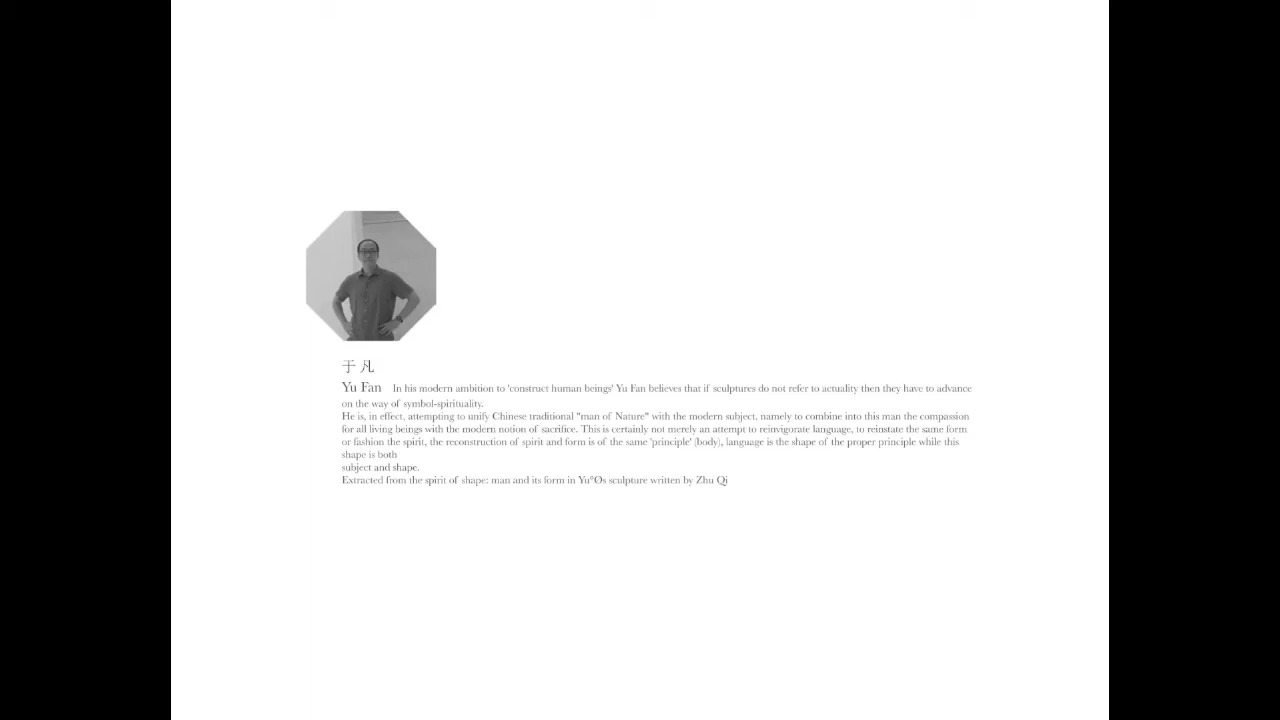 于 凡
Yu Fan In his modern ambition to 'construct human beings' Yu Fan believes that if sculptures do not refer to actuality then they have to advance
on the way of symbol-spirituality.
He is, in effect, attempting to unify Chinese traditional "man of Nature" with the modern subject, namely to combine into this man the compassion
for all living beings with the modern notion of sacrifice. This is certainly not merely an attempt to reinvigorate language, to reinstate the same form
or fashion the spirit, the reconstruction of spirit and form is of the same 'principle' (body), language is the shape of the proper principle while this
shape is both
subject and shape.
Extracted from the spirit of shape: man and its form in Yu°Øs sculpture written by Zhu Qi